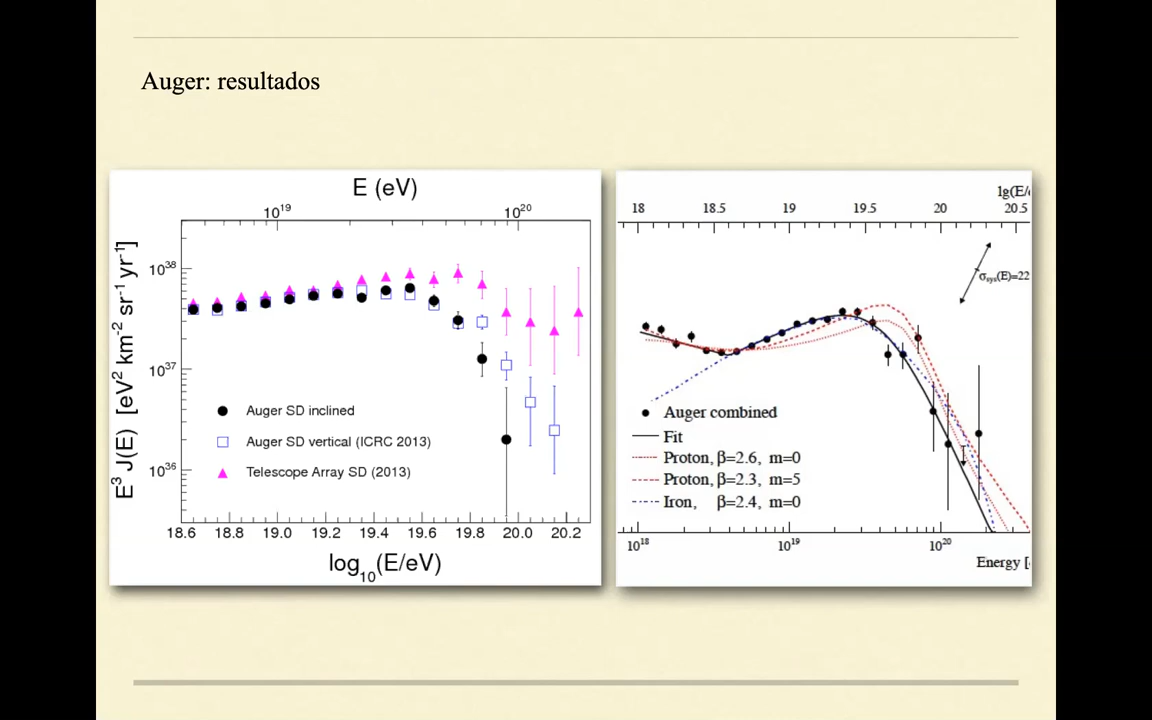 Auger: resultados
E (eV)
10^19 10^20
E^3 J(E) [eV^2 km^-2 sr^-1 yr^-1]
10^38
10^37
10^36
Auger SD inclined
Auger SD vertical (ICRC 2013)
Telescope Array SD (2013)
18.6 18.8 19.0 19.2 19.4 19.6 19.8 20.0 20.2
log_10(E/eV)
lg(E/
18 18.5 19 19.5 20 20.5
σ_sys(E)=22
Auger combined
Fit
Proton, β=2.6, m=0
Proton, β=2.3, m=5
Iron, β=2.4, m=0
10^18 10^19 10^20
Energy [